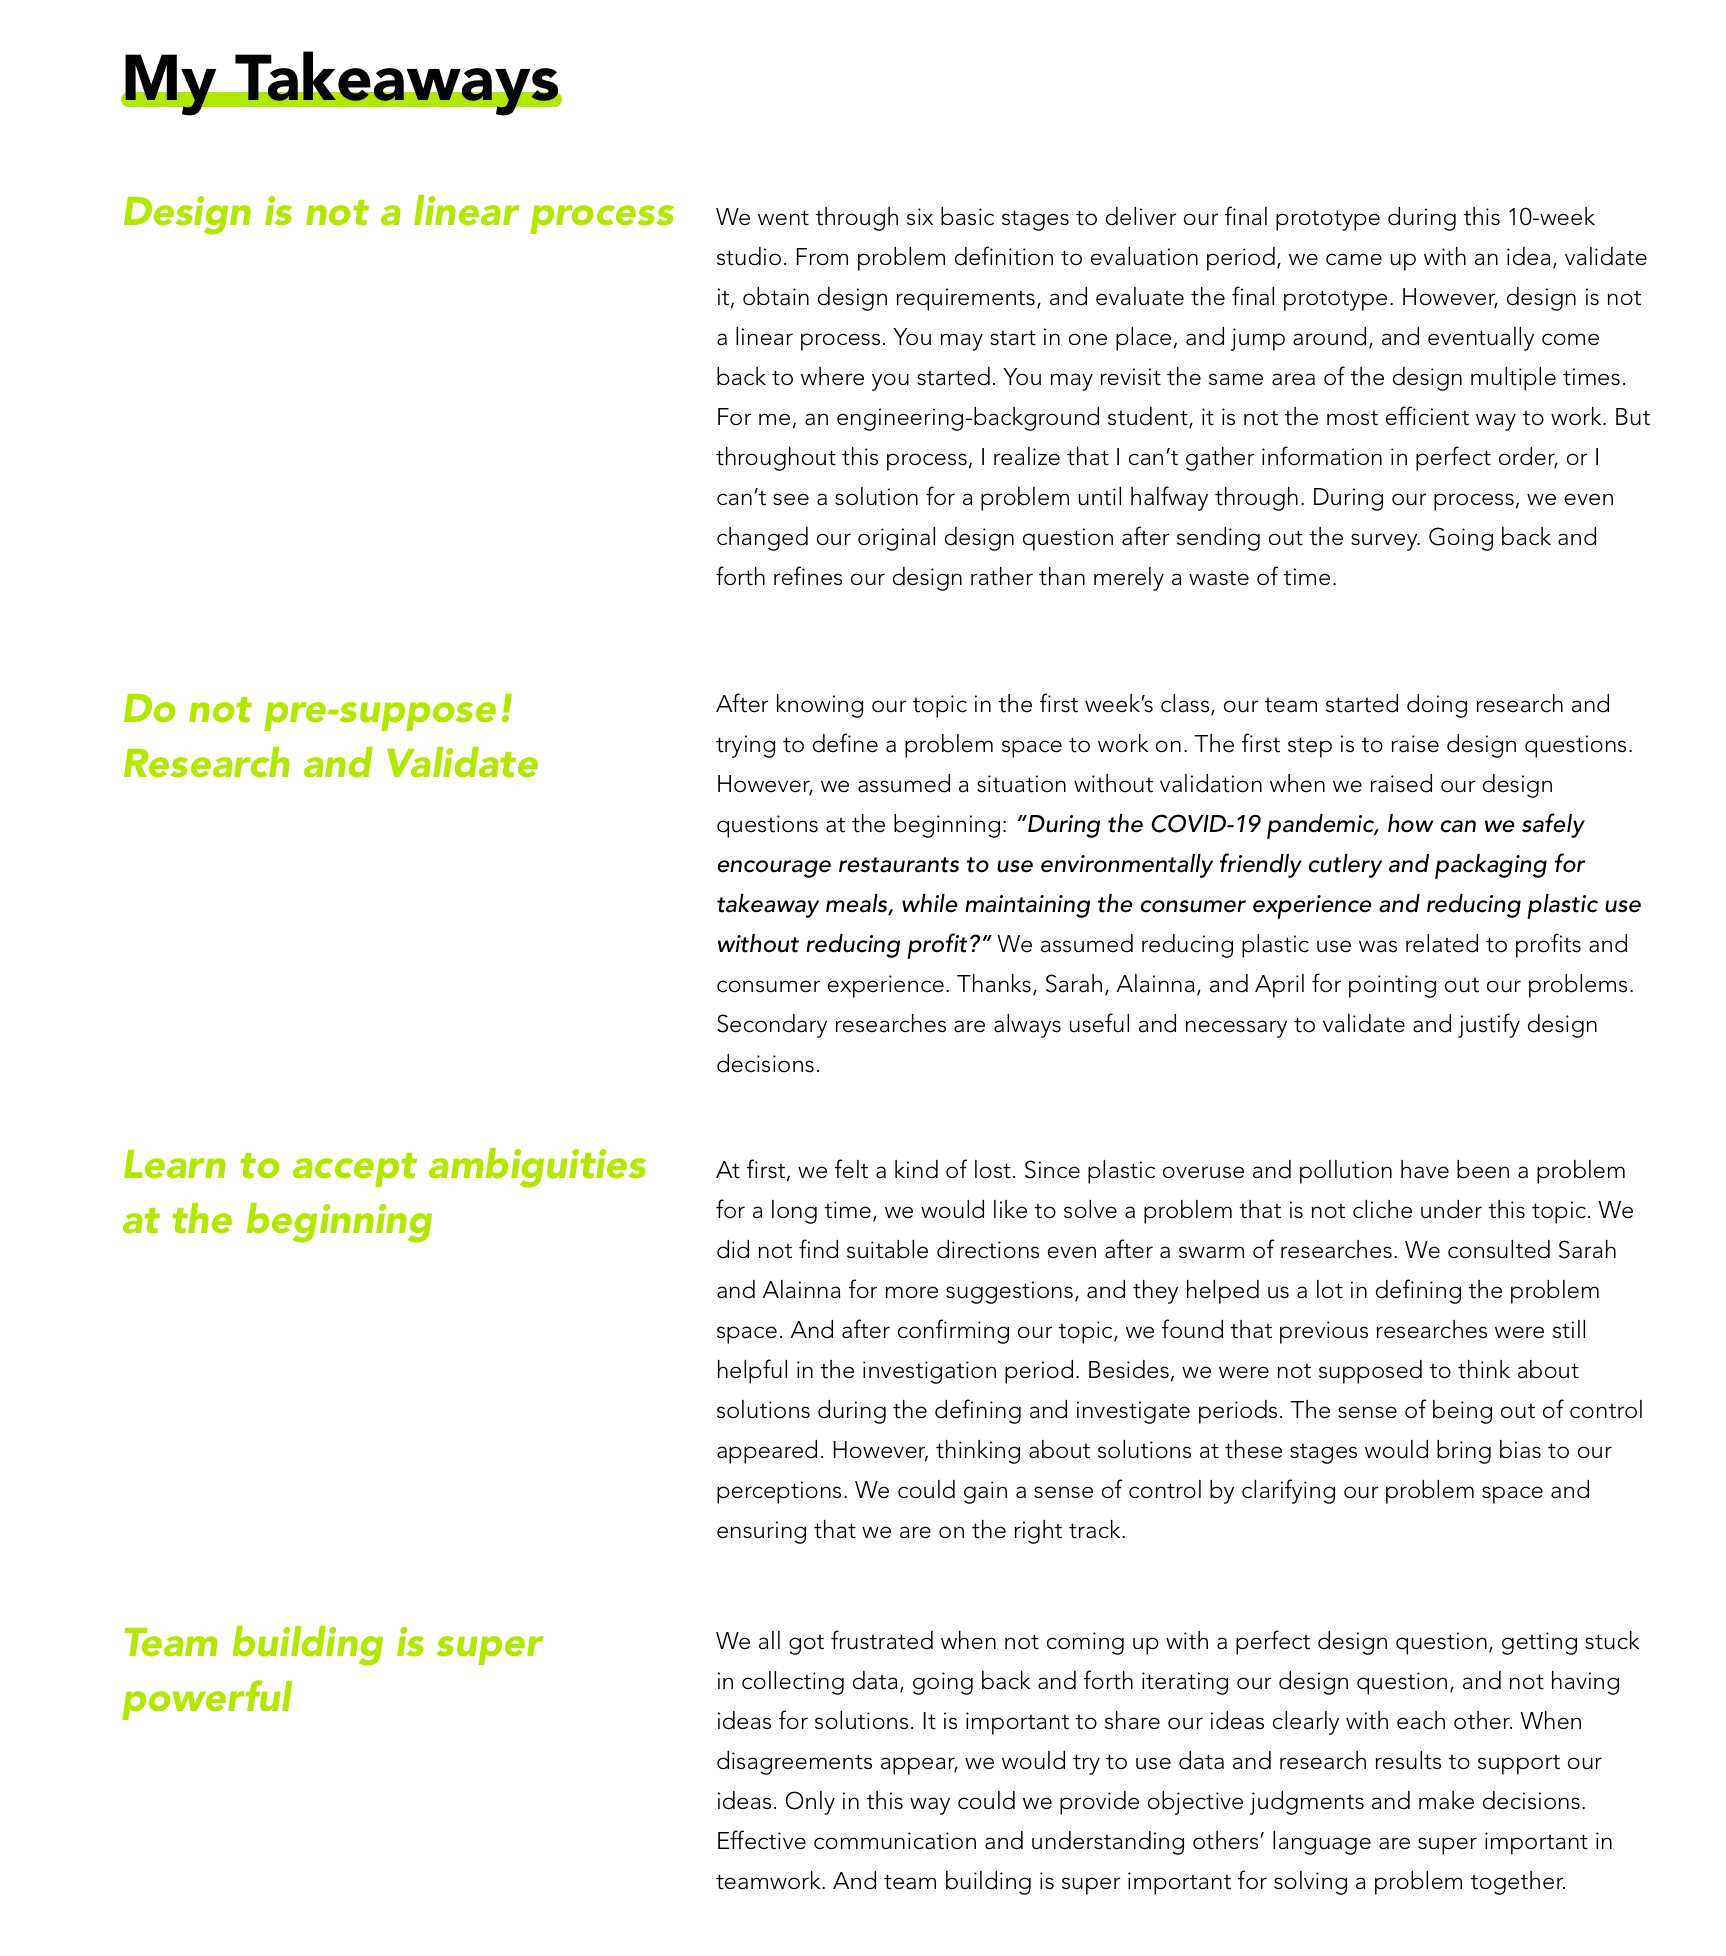 My Takeaways
Design is not a linear process
We went through six basic stages to deliver our final prototype during this 10-week
studio. From problem definition to evaluation period, we came up with an idea, validate
it, obtain design requirements, and evaluate the final prototype. However, design is not
a linear process. You may start in one place, and jump around, and eventually come
back to where you started. You may revisit the same area of the design multiple times.
For me, an engineering-background student, it is not the most efficient way to work. But
throughout this process, I realize that I can’t gather information in perfect order, or I
can’t see a solution for a problem until halfway through. During our process, we even
changed our original design question after sending out the survey. Going back and
forth refines our design rather than merely a waste of time.
Do not pre-suppose!
Research and Validate
After knowing our topic in the first week’s class, our team started doing research and
trying to define a problem space to work on. The first step is to raise design questions.
However, we assumed a situation without validation when we raised our design
questions at the beginning: “During the COVID-19 pandemic, how can we safely
encourage restaurants to use environmentally friendly cutlery and packaging for
takeaway meals, while maintaining the consumer experience and reducing plastic use
without reducing profit?” We assumed reducing plastic use was related to profits and
consumer experience. Thanks, Sarah, Alainna, and April for pointing out our problems.
Secondary researches are always useful and necessary to validate and justify design
decisions.
Learn to accept ambiguities
at the beginning
At first, we felt a kind of lost. Since plastic overuse and pollution have been a problem
for a long time, we would like to solve a problem that is not cliche under this topic. We
did not find suitable directions even after a swarm of researches. We consulted Sarah
and Alainna for more suggestions, and they helped us a lot in defining the problem
space. And after confirming our topic, we found that previous researches were still
helpful in the investigation period. Besides, we were not supposed to think about
solutions during the defining and investigate periods. The sense of being out of control
appeared. However, thinking about solutions at these stages would bring bias to our
perceptions. We could gain a sense of control by clarifying our problem space and
ensuring that we are on the right track.
Team building is super
powerful
We all got frustrated when not coming up with a perfect design question, getting stuck
in collecting data, going back and forth iterating our design question, and not having
ideas for solutions. It is important to share our ideas clearly with each other. When
disagreements appear, we would try to use data and research results to support our
ideas. Only in this way could we provide objective judgments and make decisions.
Effective communication and understanding others’ language are super important in
teamwork. And team building is super important for solving a problem together.